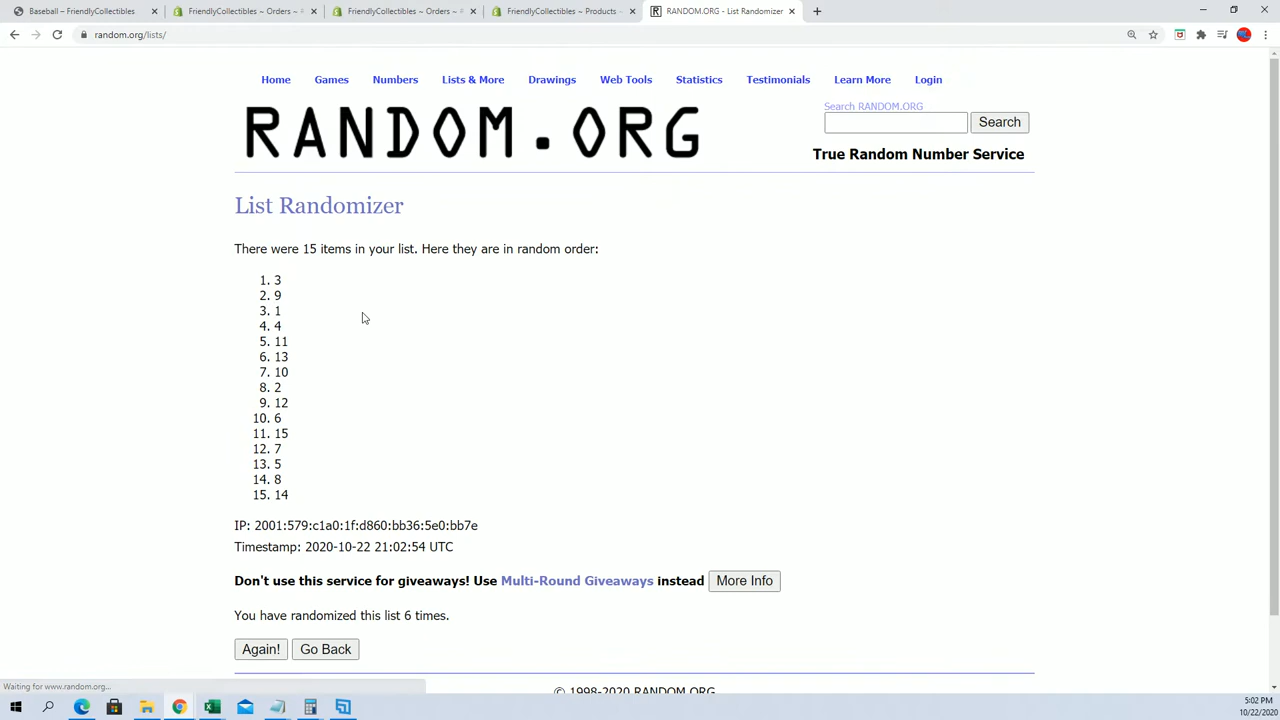 Baseball – FriendlyCollectibles
FriendlyCollectibles ~ Orders ~
FriendlyCollectibles ~ Orders ~
FriendlyCollectibles ~ Products ~
RANDOM.ORG - List Randomizer
random.org/lists/
Home Games Numbers Lists & More Drawings Web Tools Statistics Testimonials Learn More Login
RANDOM.ORG
Search RANDOM.ORG
Search
True Random Number Service
List Randomizer
There were 15 items in your list. Here they are in random order:
1. 3
2. 9
3. 1
4. 4
5. 11
6. 13
7. 10
8. 2
9. 12
10. 6
11. 15
12. 7
13. 5
14. 8
15. 14
IP: 2001:579:c1a0:1f:d860:bb36:5e0:bb7e
Timestamp: 2020-10-22 21:02:54 UTC
Don't use this service for giveaways! Use Multi-Round Giveaways instead More Info
You have randomized this list 6 times.
Again! Go Back
© 1998-2020 RANDOM.ORG
Waiting for www.random.org...
5:02 PM
10/22/2020